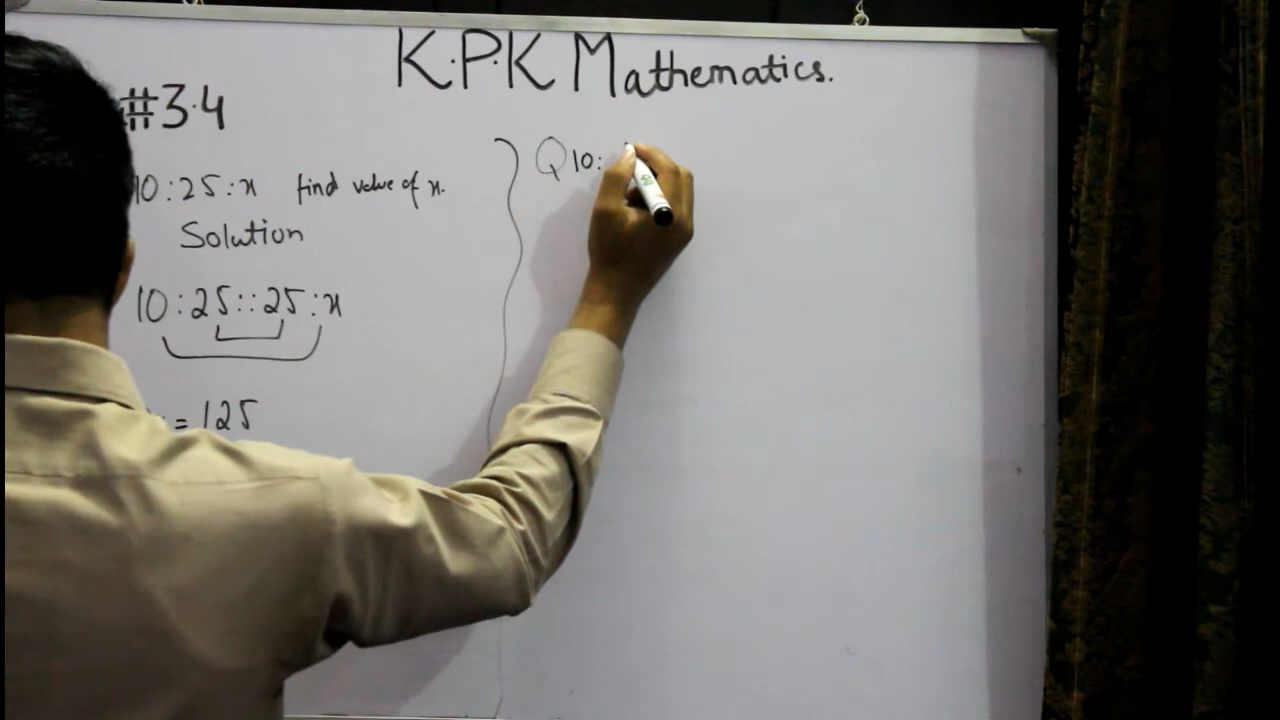 K.P.K Mathematics.
#3.4
10:25:x find value of x.
Solution
10:25::25:x
= 125
Q10: